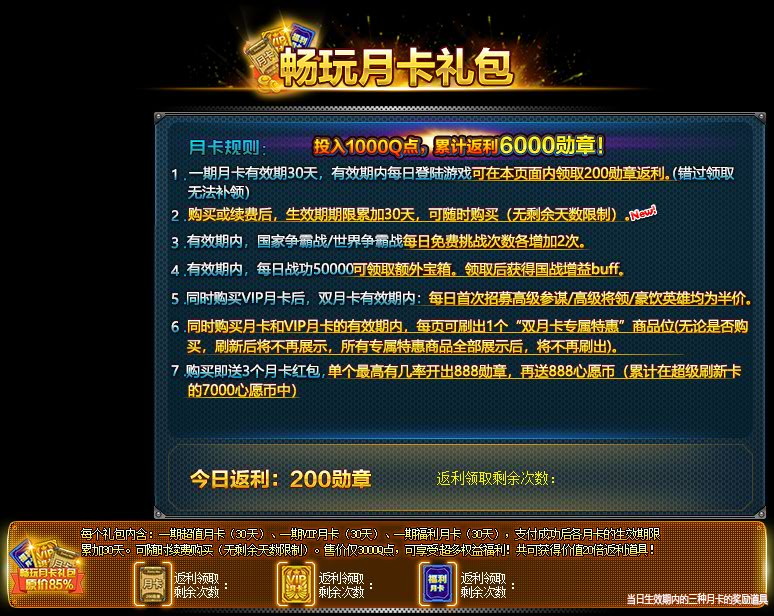 月卡 VIP 福利
畅玩月卡礼包
月卡规则：
投入1000Q点，累计返利6000勋章！
1．一期月卡有效期30天，有效期内每日登陆游戏可在本页面内领取200勋章返利。(错过领取
无法补领）
2．购买或续费后，生效期期限累加30天，可随时购买（无剩余天数限制）。New!
3．有效期内，国家争霸战/世界争霸战每日免费挑战次数各增加2次。
4．有效期内，每日战功50000可领取额外宝箱。领取后获得国战增益buff。
5．同时购买VIP月卡后，双月卡有效期内：每日首次招募高级参谋/高级将领/豪饮英雄均为半价。
6．同时购买月卡和VIP月卡的有效期内，每页可刷出1个“双月卡专属特惠”商品位(无论是否购
买，刷新后将不再展示，所有专属特惠商品全部展示后，将不再刷出)。
7．购买即送3个月卡红包，单个最高有几率开出888勋章，再送888心愿币（累计在超级刷新卡
的7000心愿币中）
今日返利：200勋章
返利领取剩余次数：
每个礼包内含：一期超值月卡（30天）、一期VIP月卡（30天）、一期福利月卡（30天），支付成功后各月卡的生效期限
累加30天。可随时续费购买（无剩余天数限制）。售价仅3000Q点，可享受超多权益福利！共可获得价值20倍返利道具！
VIP
畅玩月卡礼包
原价85%
月卡
返利领取
剩余次数：
VIP
返利领取
剩余次数：
福利
月卡
返利领取
剩余次数：
当日生效期内的三种月卡的奖励道具